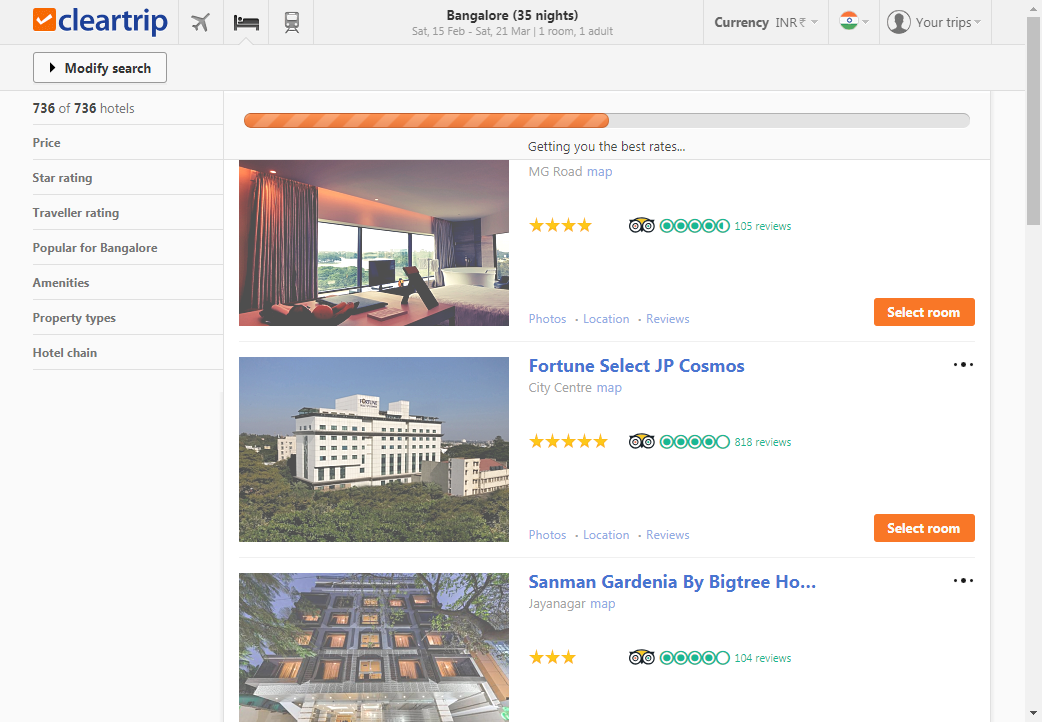 cleartrip
Bangalore (35 nights)
Sat, 15 Feb - Sat, 21 Mar | 1 room, 1 adult
Currency INR ₹
Your trips
Modify search
736 of 736 hotels
Price
Star rating
Traveller rating
Popular for Bangalore
Amenities
Property types
Hotel chain
Getting you the best rates...
MG Road map
105 reviews
Photos • Location • Reviews
Select room
FORTUNE
Fortune Select JP Cosmos
City Centre map
818 reviews
Photos • Location • Reviews
Select room
Sanman Gardenia By Bigtree Ho...
Jayanagar map
104 reviews